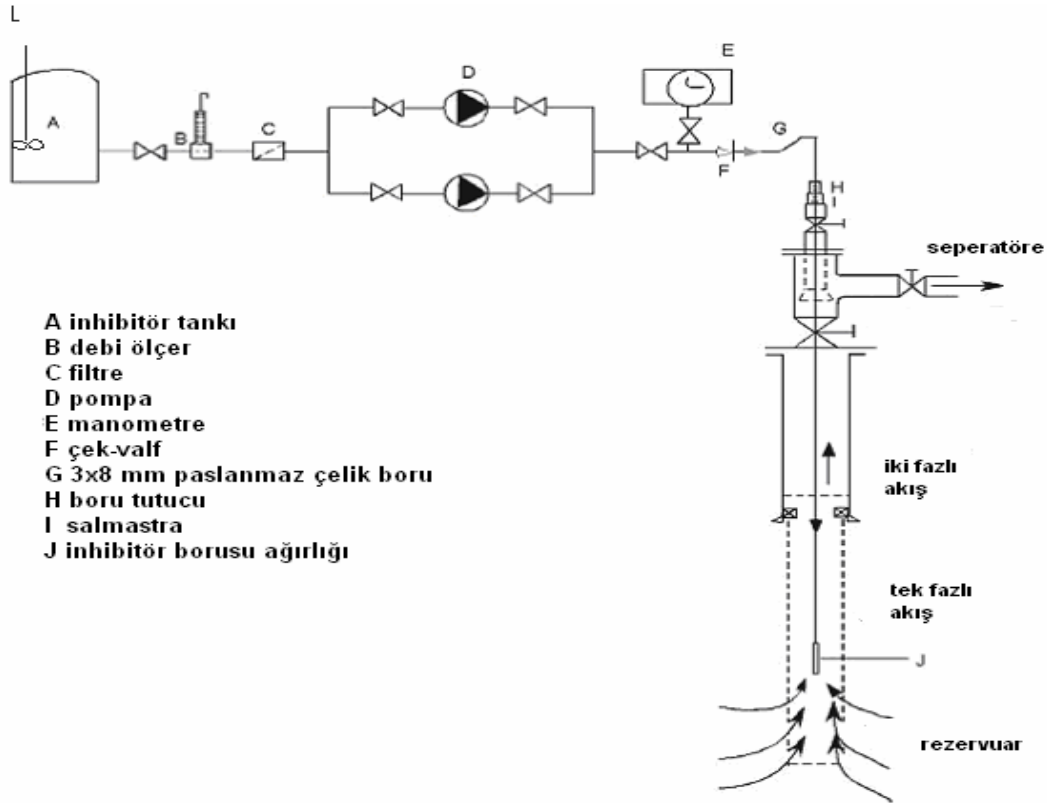 L
A
B
C
D
E
F
G
H
I
seperatöre
A inhibitör tankı
B debi ölçer
C filtre
D pompa
E manometre
F çek-valf
G 3x8 mm paslanmaz çelik boru
H boru tutucu
I salmastra
J inhibitör borusu ağırlığı
iki fazlı
akış
tek fazlı
akış
J
rezervuar